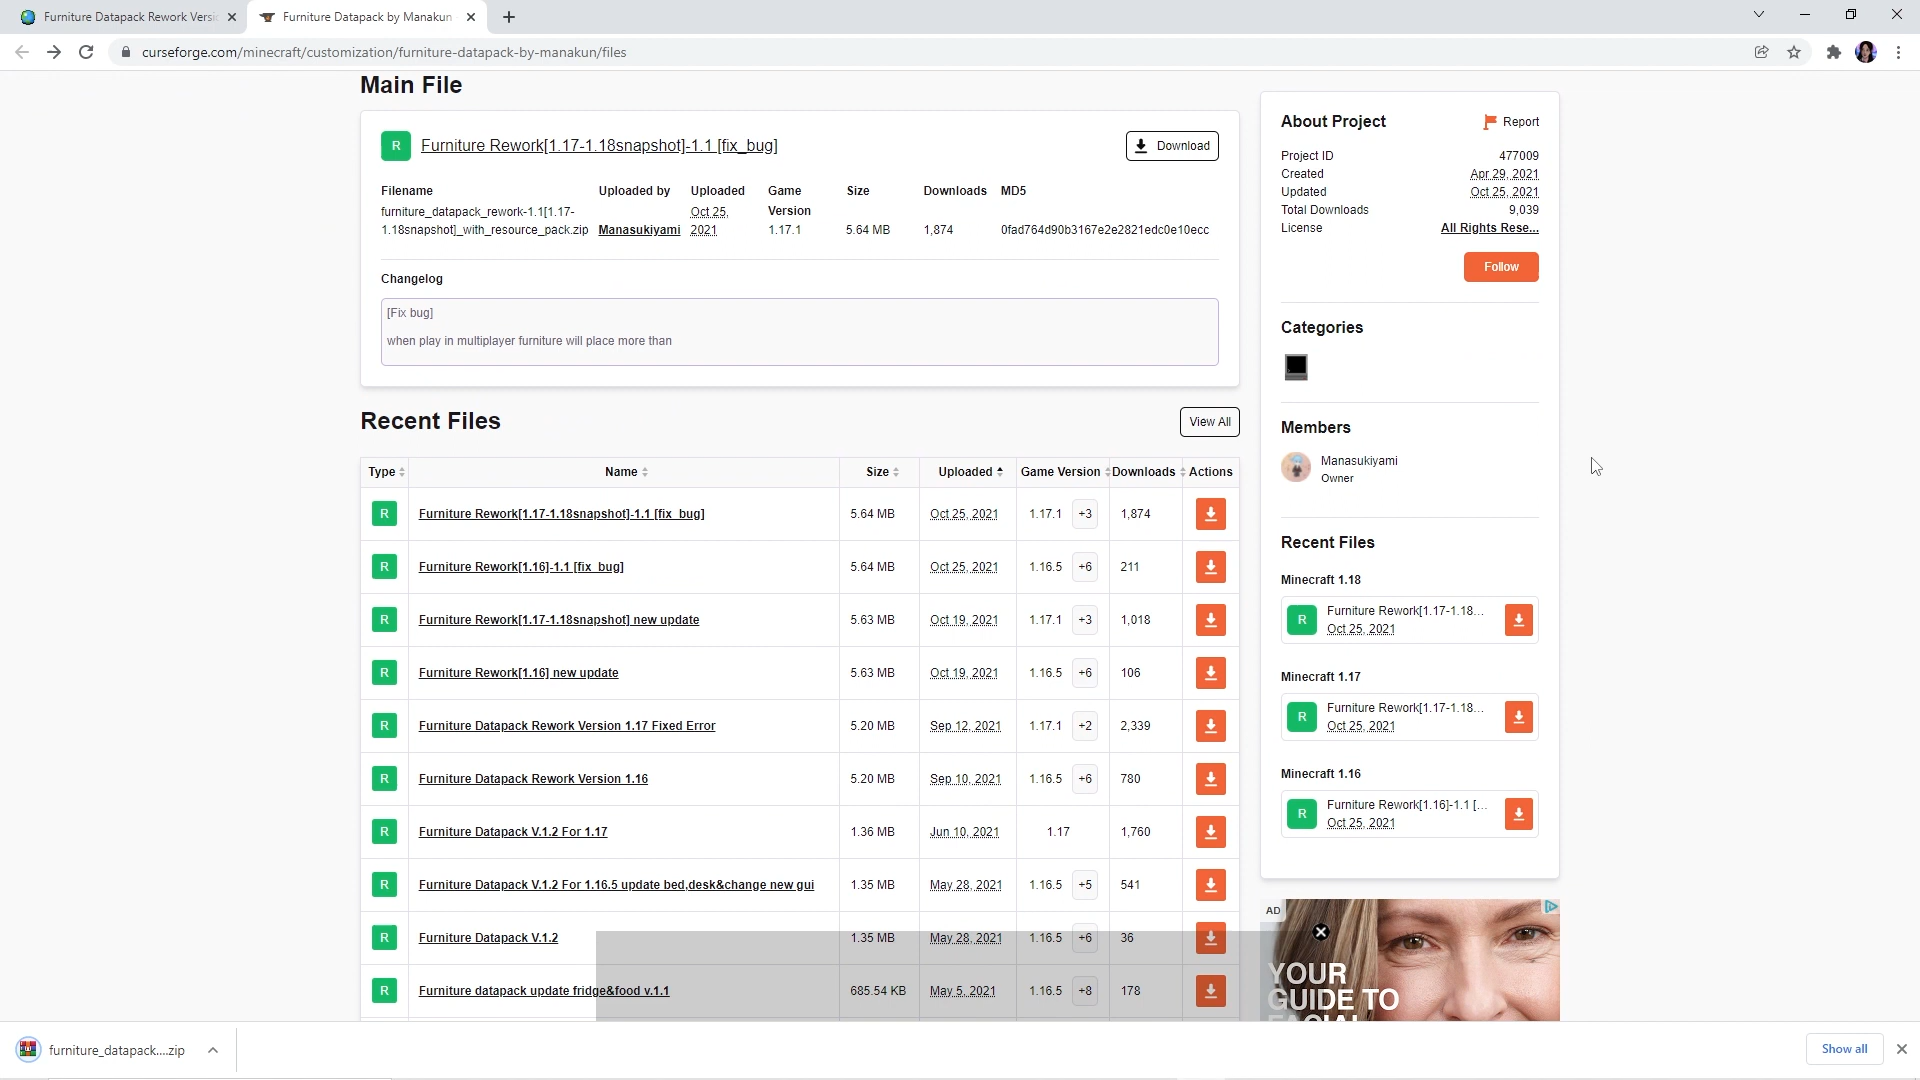 Furniture Datapack Rework Versi
Furniture Datapack by Manakun
curseforge.com/minecraft/customization/furniture-datapack-by-manakun/files
Main File
R Furniture Rework[1.17-1.18snapshot]-1.1 [fix_bug]
Download
Filename Uploaded by Uploaded Game Version Size Downloads MD5
furniture_datapack_rework-1.1[1.17-
1.18snapshot]_with_resource_pack.zip Manasukiyami Oct 25, 2021 1.17.1 5.64 MB 1,874 0fad764d90b3167e2e2821edc0e10ecc
Changelog
[Fix bug]
when play in multiplayer furniture will place more than
Recent Files
View All
Type Name Size Uploaded Game Version Downloads Actions
R Furniture Rework[1.17-1.18snapshot]-1.1 [fix_bug] 5.64 MB Oct 25, 2021 1.17.1 +3 1,874
R Furniture Rework[1.16]-1.1 [fix_bug] 5.64 MB Oct 25, 2021 1.16.5 +6 211
R Furniture Rework[1.17-1.18snapshot] new update 5.63 MB Oct 19, 2021 1.17.1 +3 1,018
R Furniture Rework[1.16] new update 5.63 MB Oct 19, 2021 1.16.5 +6 106
R Furniture Datapack Rework Version 1.17 Fixed Error 5.20 MB Sep 12, 2021 1.17.1 +2 2,339
R Furniture Datapack Rework Version 1.16 5.20 MB Sep 10, 2021 1.16.5 +6 780
R Furniture Datapack V.1.2 For 1.17 1.36 MB Jun 10, 2021 1.17 1,760
R Furniture Datapack V.1.2 For 1.16.5 update bed,desk&change new gui 1.35 MB May 28, 2021 1.16.5 +5 541
R Furniture Datapack V.1.2 1.35 MB May 28, 2021 1.16.5 +6 36
R Furniture datapack update fridge&food v.1.1 685.54 KB May 5, 2021 1.16.5 +8 178
About Project
Report
Project ID 477009
Created Apr 29, 2021
Updated Oct 25, 2021
Total Downloads 9,039
License All Rights Rese...
Follow
Categories
Members
Manasukiyami
Owner
Recent Files
Minecraft 1.18
R Furniture Rework[1.17-1.18...
Oct 25, 2021
Minecraft 1.17
R Furniture Rework[1.17-1.18...
Oct 25, 2021
Minecraft 1.16
R Furniture Rework[1.16]-1.1 [...
Oct 25, 2021
AD
YOUR
GUIDE TO
FACIAL
furniture_datapack....zip
Show all